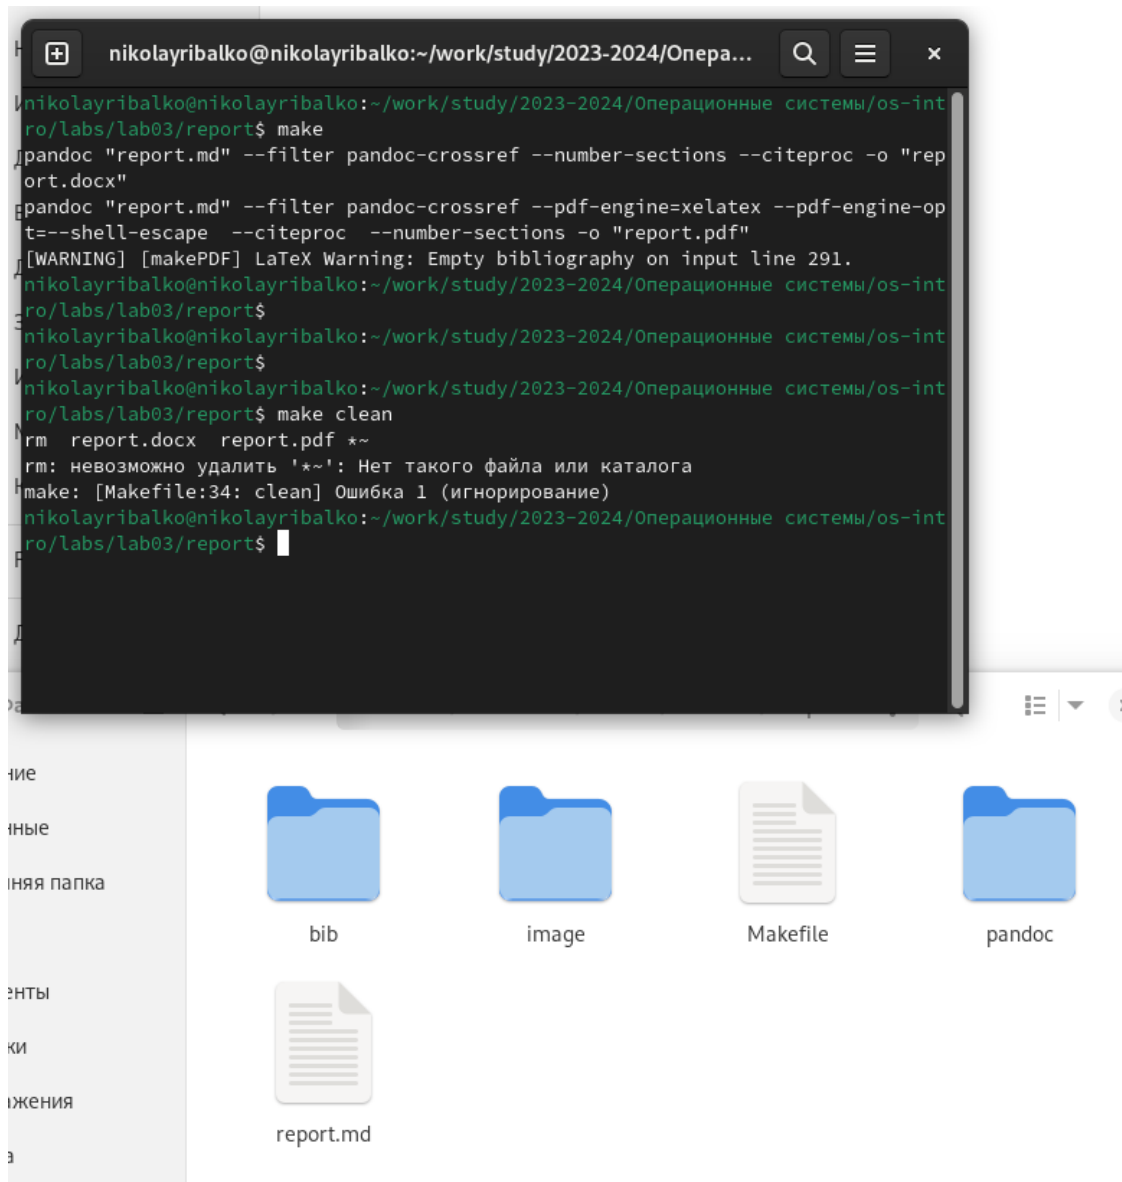 nikolayribalko@nikolayribalko:~/work/study/2023-2024/Опера...
nikolayribalko@nikolayribalko:~/work/study/2023-2024/Операционные системы/os-int
ro/labs/lab03/report$ make
pandoc "report.md" --filter pandoc-crossref --number-sections --citeproc -o "rep
ort.docx"
pandoc "report.md" --filter pandoc-crossref --pdf-engine=xelatex --pdf-engine-op
t=--shell-escape  --citeproc  --number-sections -o "report.pdf"
[WARNING] [makePDF] LaTeX Warning: Empty bibliography on input line 291.
nikolayribalko@nikolayribalko:~/work/study/2023-2024/Операционные системы/os-int
ro/labs/lab03/report$
nikolayribalko@nikolayribalko:~/work/study/2023-2024/Операционные системы/os-int
ro/labs/lab03/report$
nikolayribalko@nikolayribalko:~/work/study/2023-2024/Операционные системы/os-int
ro/labs/lab03/report$ make clean
rm  report.docx  report.pdf *~
rm: невозможно удалить '*~': Нет такого файла или каталога
make: [Makefile:34: clean] Ошибка 1 (игнорирование)
nikolayribalko@nikolayribalko:~/work/study/2023-2024/Операционные системы/os-int
ro/labs/lab03/report$
ние
нные
няя папка
енты
ки
ажения
а
bib
image
Makefile
pandoc
report.md